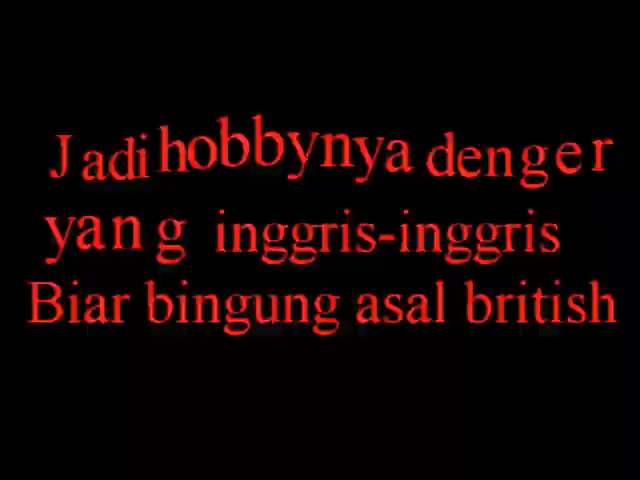 Jadi hobbynya denger
yang inggris-inggris
Biar bingung asal british